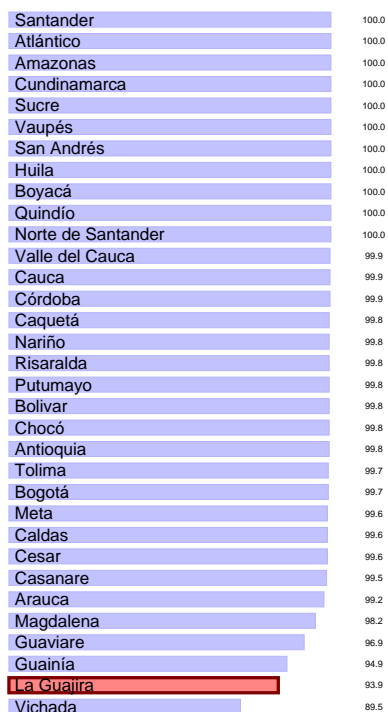 Santander 100.0
Atlántico 100.0
Amazonas 100.0
Cundinamarca 100.0
Sucre 100.0
Vaupés 100.0
San Andrés 100.0
Huila 100.0
Boyacá 100.0
Quindío 100.0
Norte de Santander 100.0
Valle del Cauca 99.9
Cauca 99.9
Córdoba 99.9
Caquetá 99.8
Nariño 99.8
Risaralda 99.8
Putumayo 99.8
Bolivar 99.8
Chocó 99.8
Antioquia 99.8
Tolima 99.7
Bogotá 99.7
Meta 99.6
Caldas 99.6
Cesar 99.6
Casanare 99.5
Arauca 99.2
Magdalena 98.2
Guaviare 96.9
Guainía 94.9
La Guajira 93.9
Vichada 89.5